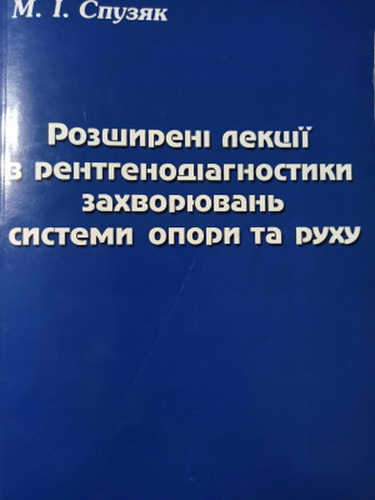 М. І. Спузяк
Розширені лекції
з рентгенодіагностики
захворювань
системи опори та руху